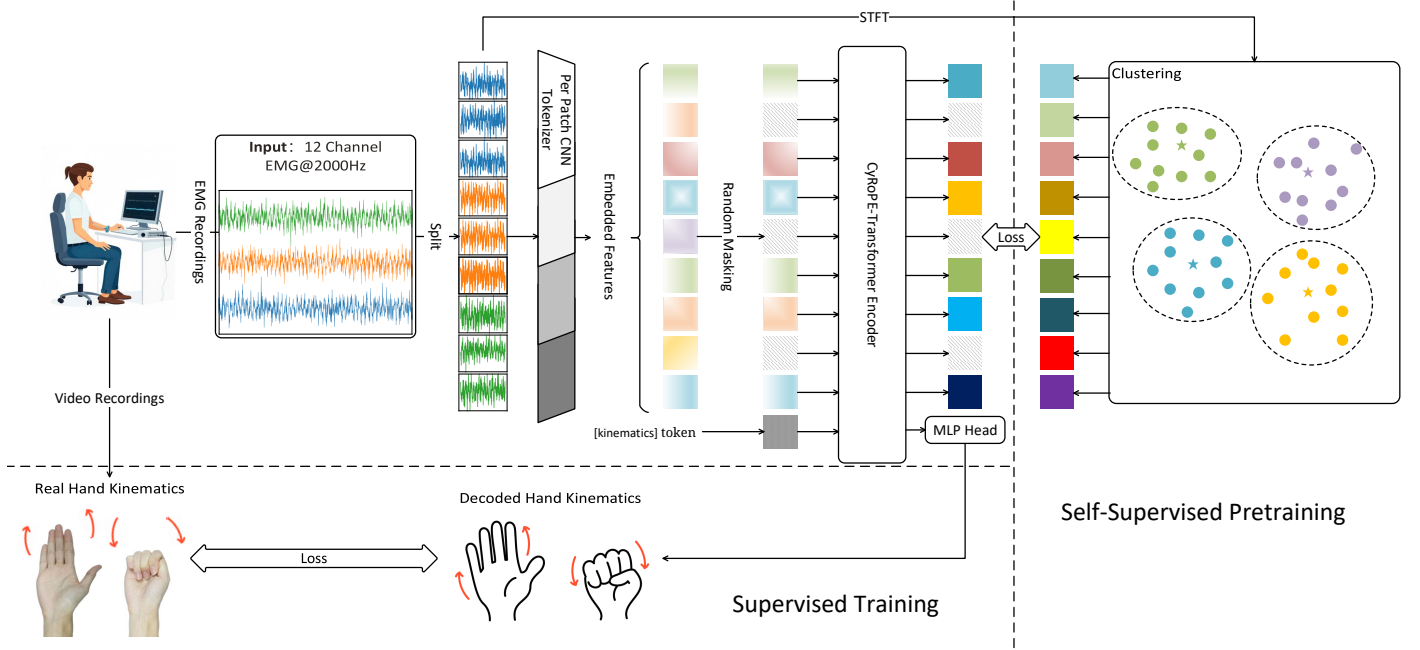 STFT
Input： 12 Channel
EMG@2000Hz
EMG Recordings
Split
Per Patch CNN
Tokenizer
Embedded Features
Random Masking
CyRoPE-Transformer Encoder
Loss
Clustering
Video Recordings
[kinematics] token
MLP Head
Real Hand Kinematics
Decoded Hand Kinematics
Loss
Supervised Training
Self-Supervised Pretraining